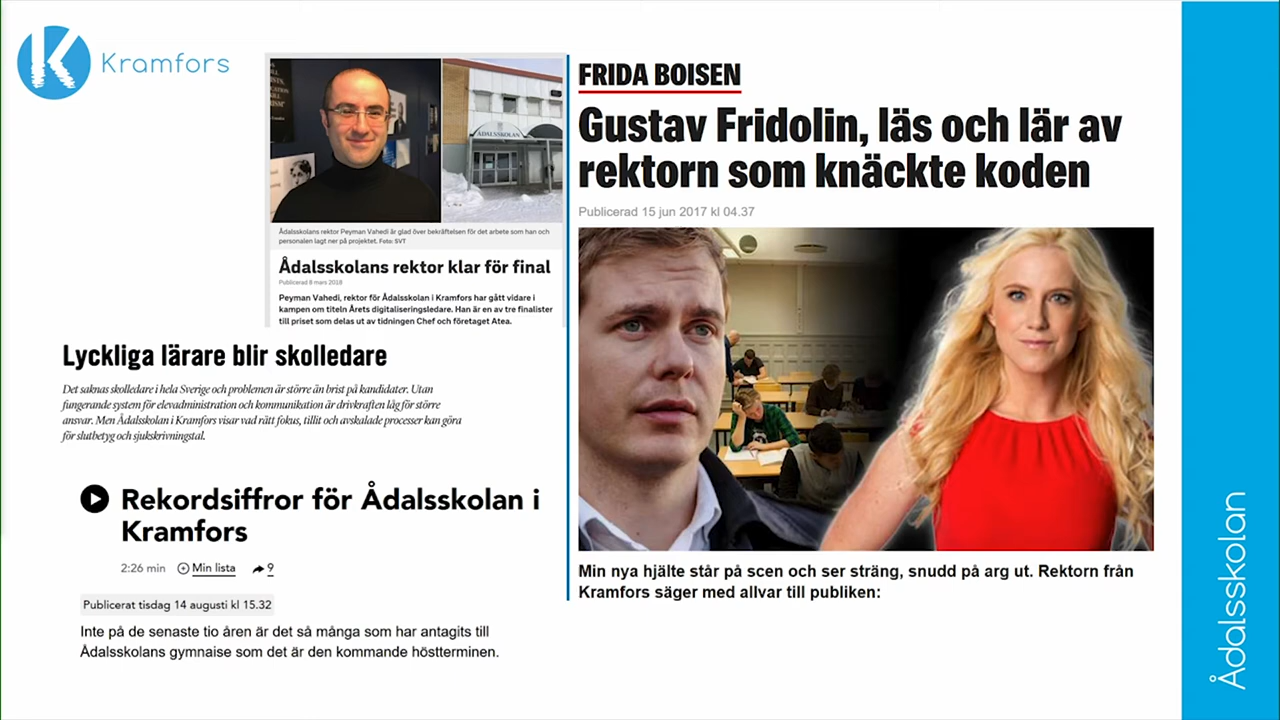 Kramfors
ÅDALSSKOLAN
Ådalsskolans rektor Peyman Vahedi är glad över bekräftelsen för det arbete som han och
personalen lagt ner på projektet. Foto: SVT
Ådalsskolans rektor klar för final
Publicerad 8 mars 2018
Peyman Vahedi, rektor för Ådalsskolan i Kramfors har gått vidare i
kampen om titeln Årets digitaliseringsledare. Han är en av tre finalister
till priset som delas ut av tidningen Chef och företaget Atea.
Lyckliga lärare blir skolledare
Det saknas skolledare i hela Sverige och problemen är större än brist på kandidater. Utan
fungerande system för elevadministration och kommunikation är drivkraften låg för större
ansvar. Men Ådalsskolan i Kramfors visar vad rätt fokus, tillit och avskalade processer kan göra
för slutbetyg och sjukskrivningstal.
Rekordsiffror för Ådalsskolan i
Kramfors
2:26 min Min lista 9
Publicerat tisdag 14 augusti kl 15.32
Inte på de senaste tio åren är det så många som har antagits till
Ådalsskolans gymnaise som det är den kommande höstterminen.
FRIDA BOISEN
Gustav Fridolin, läs och lär av
rektorn som knäckte koden
Publicerad 15 jun 2017 kl 04.37
Min nya hjälte står på scen och ser sträng, snudd på arg ut. Rektorn från
Kramfors säger med allvar till publiken:
Ådalsskolan